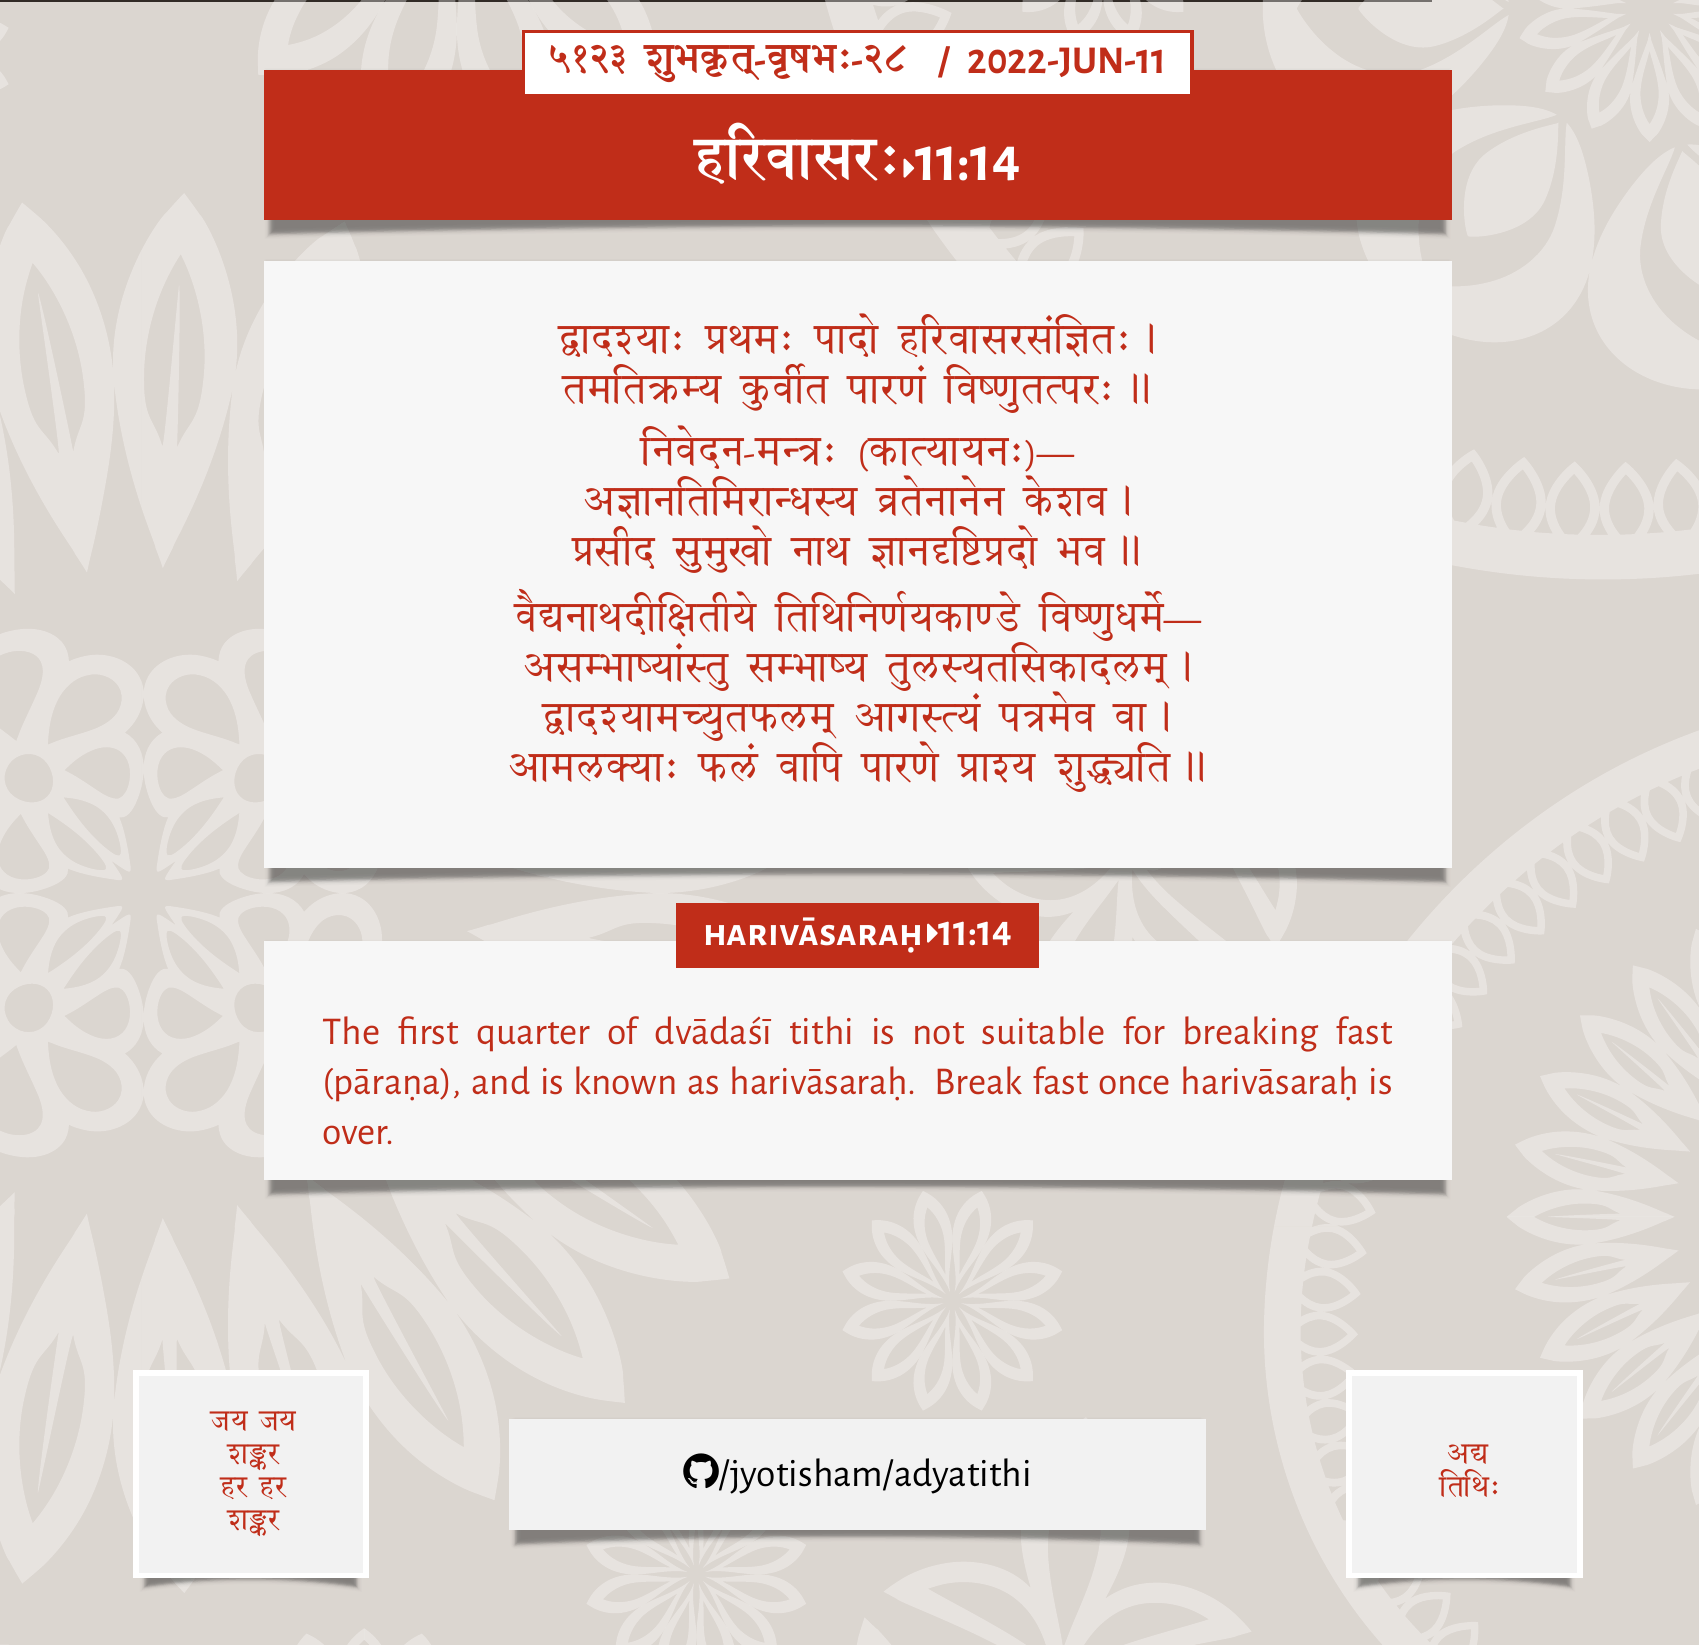 ५१२३ शुभकृत्-वृषभः-२८ / 2022-JUN-11
हरिवासरः▸11:14
द्वादश्याः प्रथमः पादो हरिवासरसंज्ञितः।
तमतिक्रम्य कुर्वीत पारणं विष्णुतत्परः॥
निवेदन-मन्त्रः (कात्यायनः)—
अज्ञानतिमिरान्धस्य व्रतेनानेन केशव।
प्रसीद सुमुखो नाथ ज्ञानदृष्टिप्रदो भव॥
वैद्यनाथदीक्षितीये तिथिनिर्णयकाण्डे विष्णुधर्मे—
असम्भाष्यांस्तु सम्भाष्य तुलस्यतसिकादलम्।
द्वादश्यामच्युतफलम् आगस्त्यं पत्रमेव वा।
आमलक्याः फलं वापि पारणे प्राश्य शुद्ध्यति॥
HARIVĀSARAḤ▸11:14
The first quarter of dvādaśī tithi is not suitable for breaking fast
(pāraṇa), and is known as harivāsaraḥ. Break fast once harivāsaraḥ is
over.
जय जय
शङ्कर
हर हर
शङ्कर
/jyotisham/adyatithi
अद्य
तिथिः